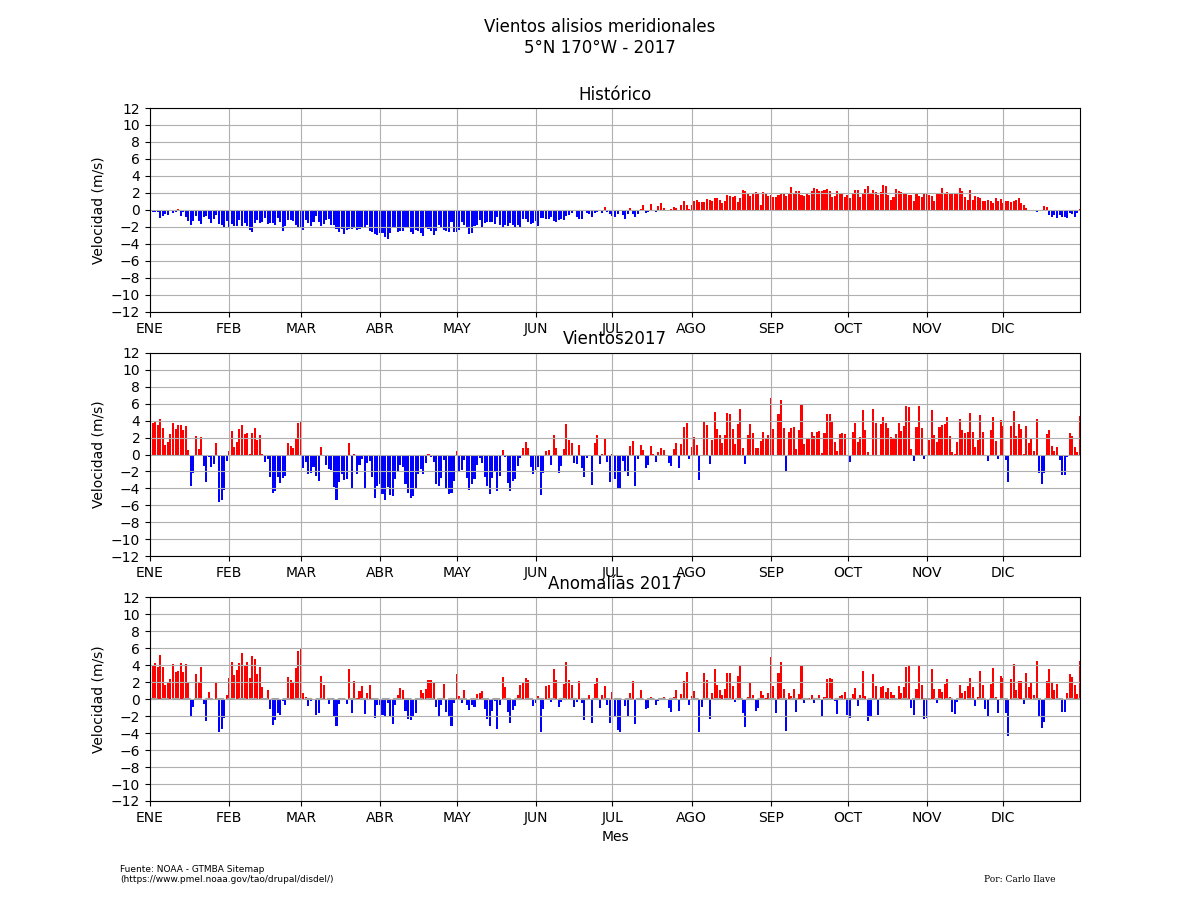 Vientos alisios meridionales
5°N 170°W - 2017
Histórico
12
10
8
6
4
2
0
−2
−4
−6
−8
−10
−12
Velocidad (m/s)
ENE FEB MAR ABR MAY JUN JUL AGO SEP OCT NOV DIC
Vientos2017
12
10
8
6
4
2
0
−2
−4
−6
−8
−10
−12
Velocidad (m/s)
ENE FEB MAR ABR MAY JUN JUL AGO SEP OCT NOV DIC
Anomalías 2017
12
10
8
6
4
2
0
−2
−4
−6
−8
−10
−12
Velocidad (m/s)
ENE FEB MAR ABR MAY JUN JUL AGO SEP OCT NOV DIC
Mes
Fuente: NOAA - GTMBA Sitemap
(https://www.pmel.noaa.gov/tao/drupal/disdel/)
Por: Carlo Ilave